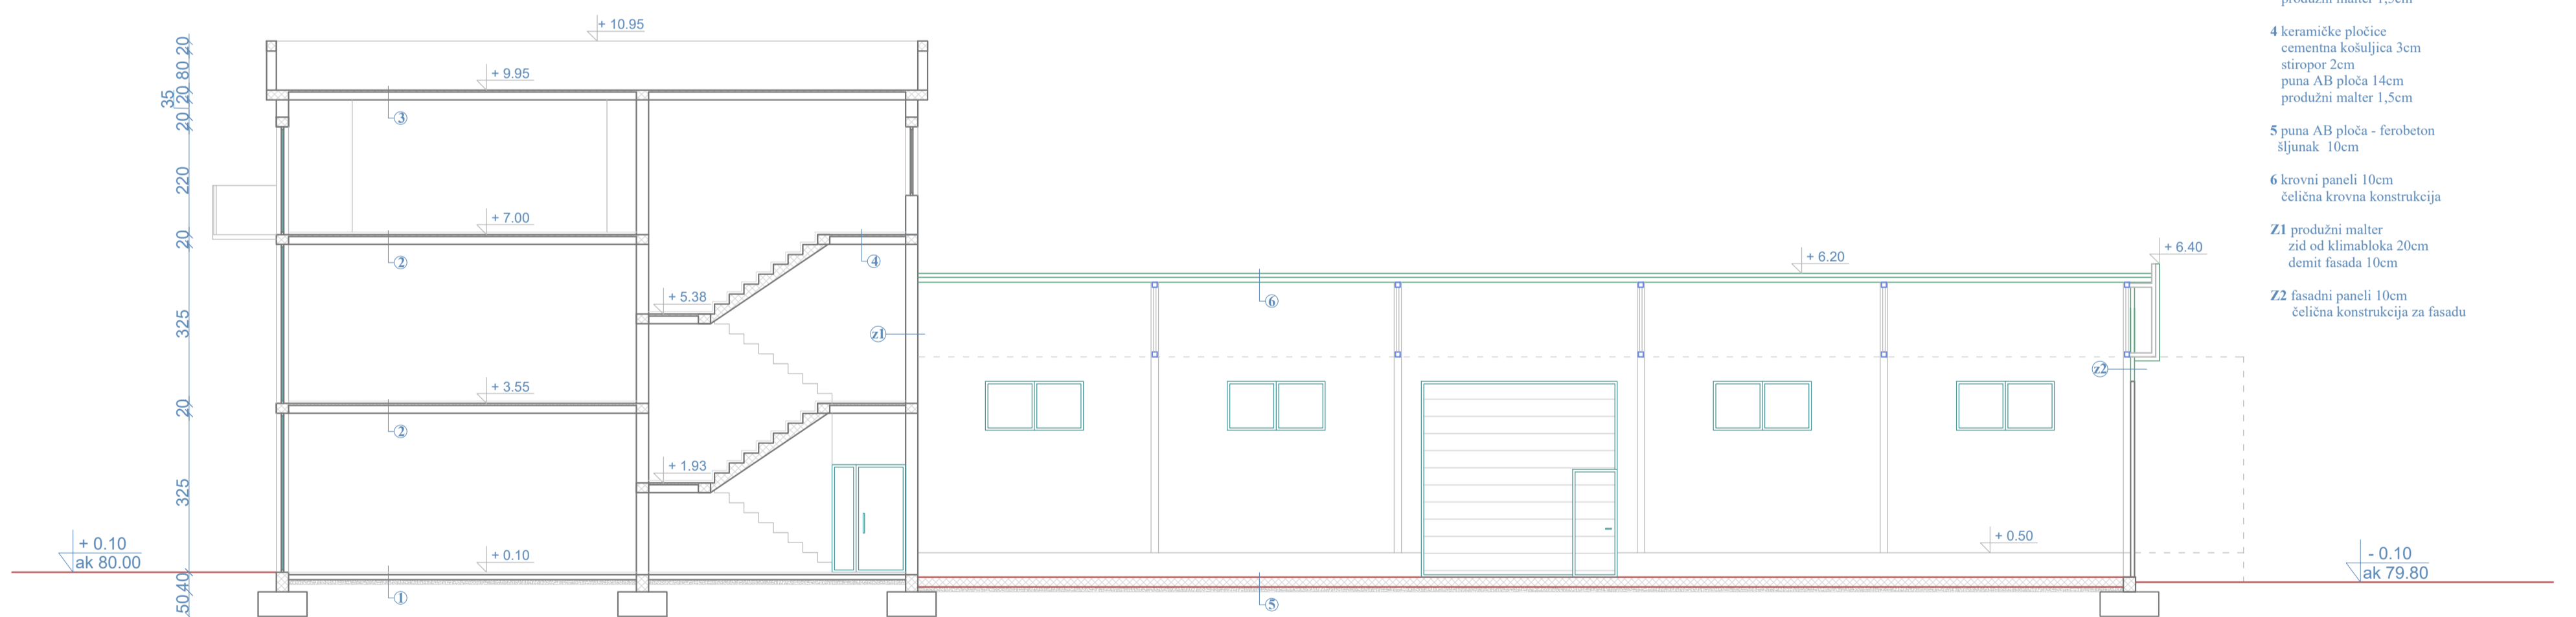 + 10.95
+ 9.95
20
80
20
35
20
220
20
325
20
325
40
50
3
+ 7.00
2
4
+ 5.38
z1
+ 3.55
2
+ 1.93
+ 0.10
1
+ 0.10
ak 80.00
+ 6.20
+ 6.40
6
z2
+ 0.50
5
- 0.10
ak 79.80
produžni malter 1,5cm
4 keramičke pločice
cementna košuljica 3cm
stiropor 2cm
puna AB ploča 14cm
produžni malter 1,5cm
5 puna AB ploča - ferobeton
šljunak 10cm
6 krovni paneli 10cm
čelična krovna konstrukcija
Z1 produžni malter
zid od klimabloka 20cm
demit fasada 10cm
Z2 fasadni paneli 10cm
čelična konstrukcija za fasadu